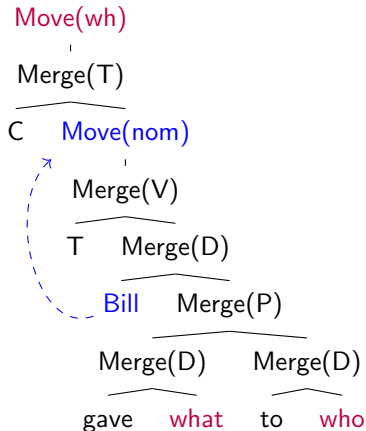 Move(wh)
Merge(T)
C Move(nom)
Merge(V)
T Merge(D)
Bill Merge(P)
Merge(D) Merge(D)
gave what to who